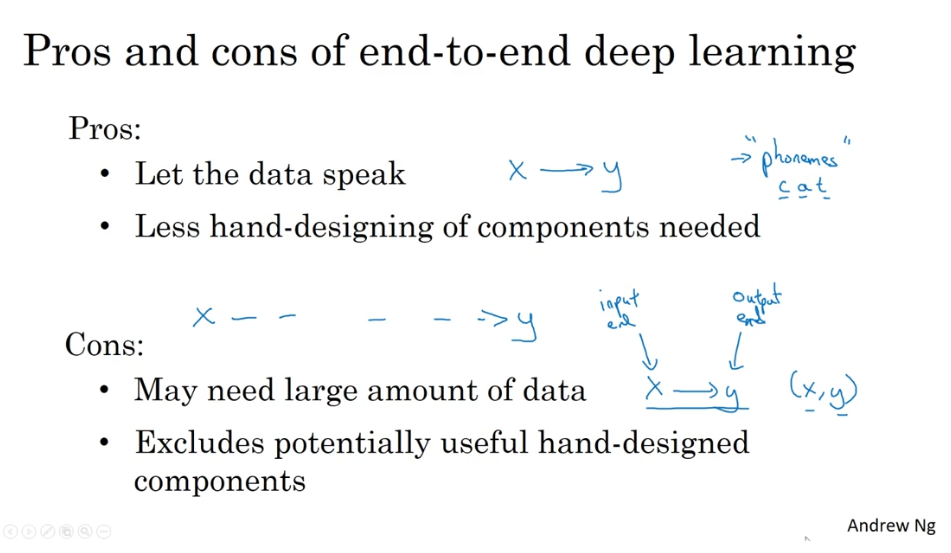 Pros and cons of end-to-end deep learning
Pros:
• Let the data speak
x → y
→ "phonemes"
c a t
• Less hand-designing of components needed
x – – – – -> y
input
end
output
end
Cons:
• May need large amount of data
x → y
(x, y)
• Excludes potentially useful hand-designed
components
Andrew Ng